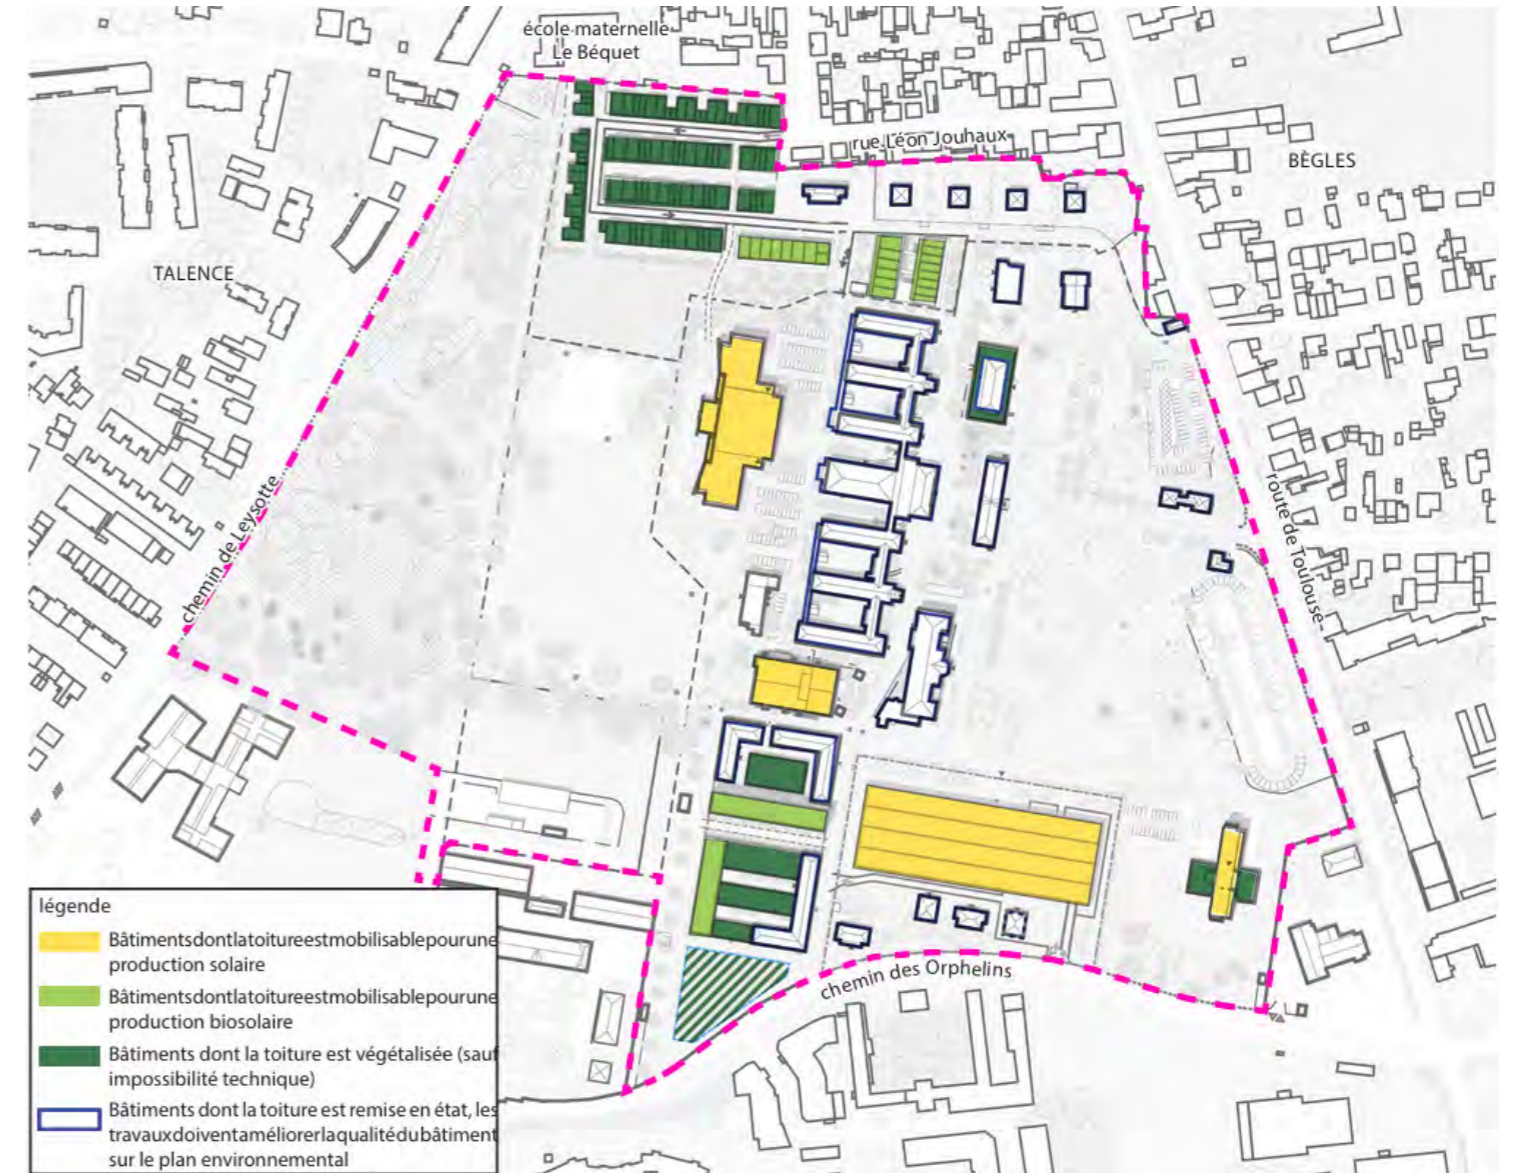 école maternelle
Le Béquet
rue Léon Jouhaux
BÈGLES
TALENCE
chemin de Leysotte
route de Toulouse
chemin des Orphelins
légende
Bâtimentsdontlatoitureestmobilisablepourune
production solaire
Bâtimentsdontlatoitureestmobilisablepourune
production biosolaire
Bâtiments dont la toiture est végétalisée (sauf
impossibilité technique)
Bâtiments dont la toiture est remise en état, les
travauxdoiventaméliorerlaqualitédubâtiment
sur le plan environnemental